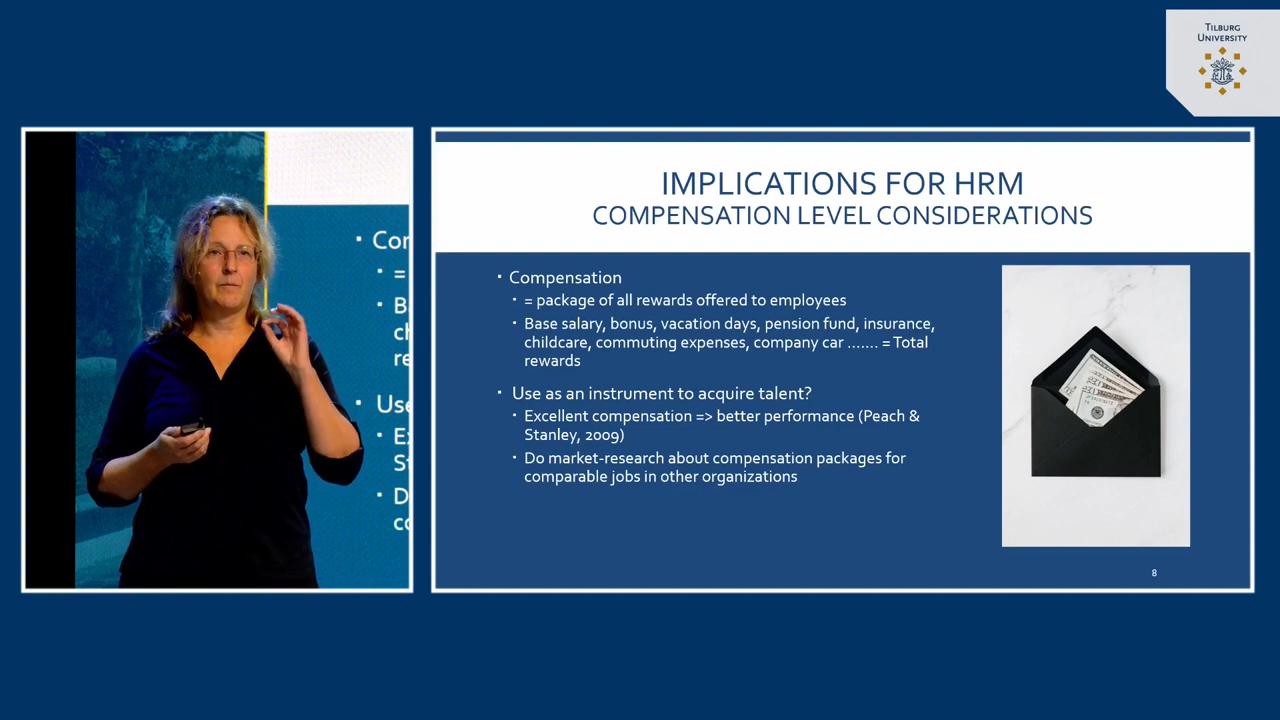 TILBURG
UNIVERSITY
IMPLICATIONS FOR HRM
COMPENSATION LEVEL CONSIDERATIONS
▪ Compensation
▪ = package of all rewards offered to employees
▪ Base salary, bonus, vacation days, pension fund, insurance,
childcare, commuting expenses, company car ……. = Total
rewards
▪ Use as an instrument to acquire talent?
▪ Excellent compensation => better performance (Peach &
Stanley, 2009)
▪ Do market-research about compensation packages for
comparable jobs in other organizations
8
▪ Cor
▪ =
▪ B
ch
re
▪ Use
▪ Ex
St
▪ D
co